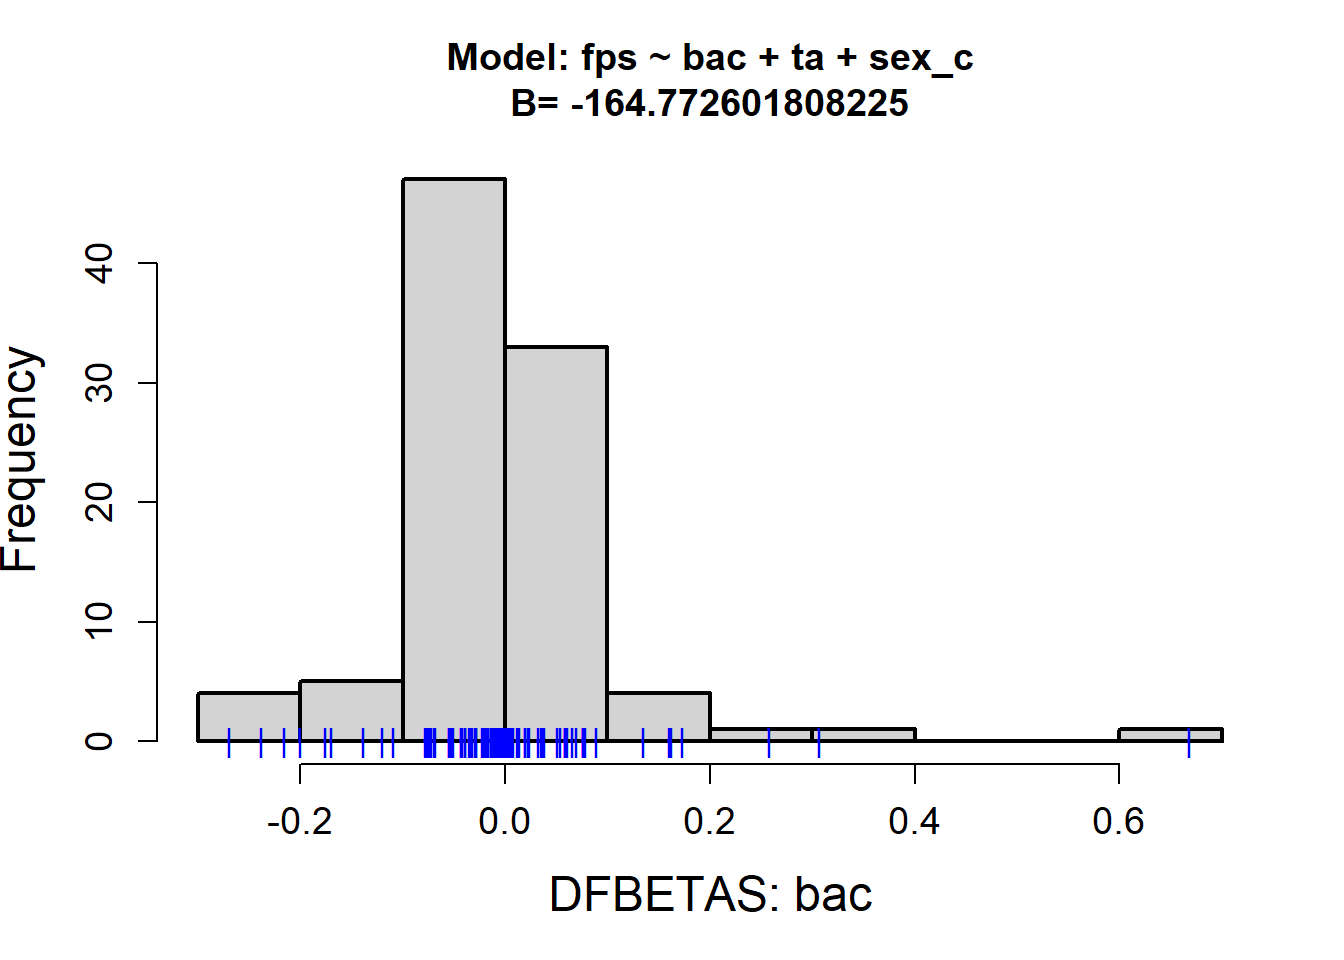 Model: fps ~ bac + ta + sex_c
B= -164.772601808225
Frequency
40
30
20
10
0
-0.2 0.0 0.2 0.4 0.6
DFBETAS: bac